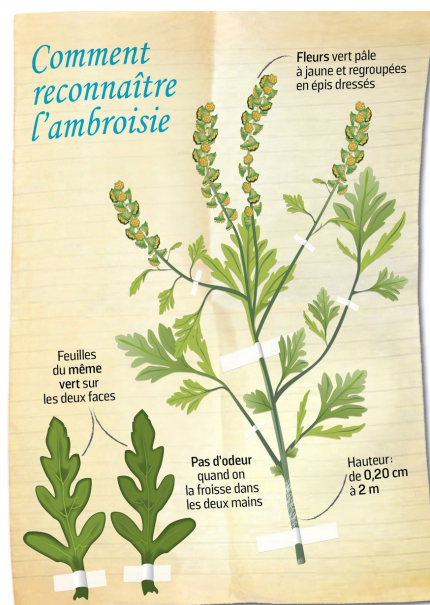 Comment
reconnaître
l'ambroisie
Fleurs vert pâle
à jaune et regroupées
en épis dressés
Feuilles
du même
vert sur
les deux faces
Pas d'odeur
quand on
la froisse dans
les deux mains
Hauteur:
de 0,20 cm
à 2 m